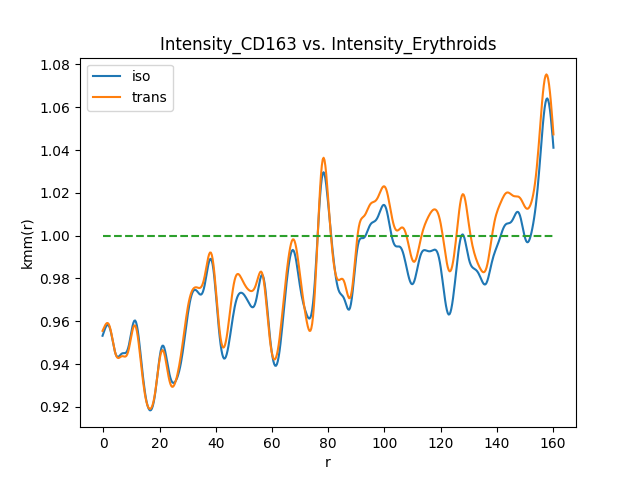 Intensity_CD163 vs. Intensity_Erythroids
iso
trans
kmm(r)
1.08
1.06
1.04
1.02
1.00
0.98
0.96
0.94
0.92
0 20 40 60 80 100 120 140 160
r